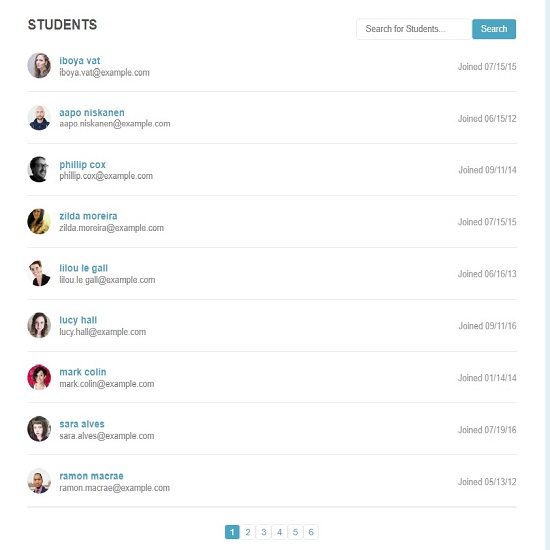 STUDENTS
Search for Students...
Search
iboya vat
iboya.vat@example.com
Joined 07/15/15
aapo niskanen
aapo.niskanen@example.com
Joined 06/15/12
phillip cox
phillip.cox@example.com
Joined 09/11/14
zilda moreira
zilda.moreira@example.com
Joined 07/15/15
lilou le gall
lilou.le gall@example.com
Joined 06/16/13
lucy hall
lucy.hall@example.com
Joined 09/11/16
mark colin
mark.colin@example.com
Joined 01/14/14
sara alves
sara.alves@example.com
Joined 07/19/16
ramon macrae
ramon.macrae@example.com
Joined 05/13/12
1 2 3 4 5 6